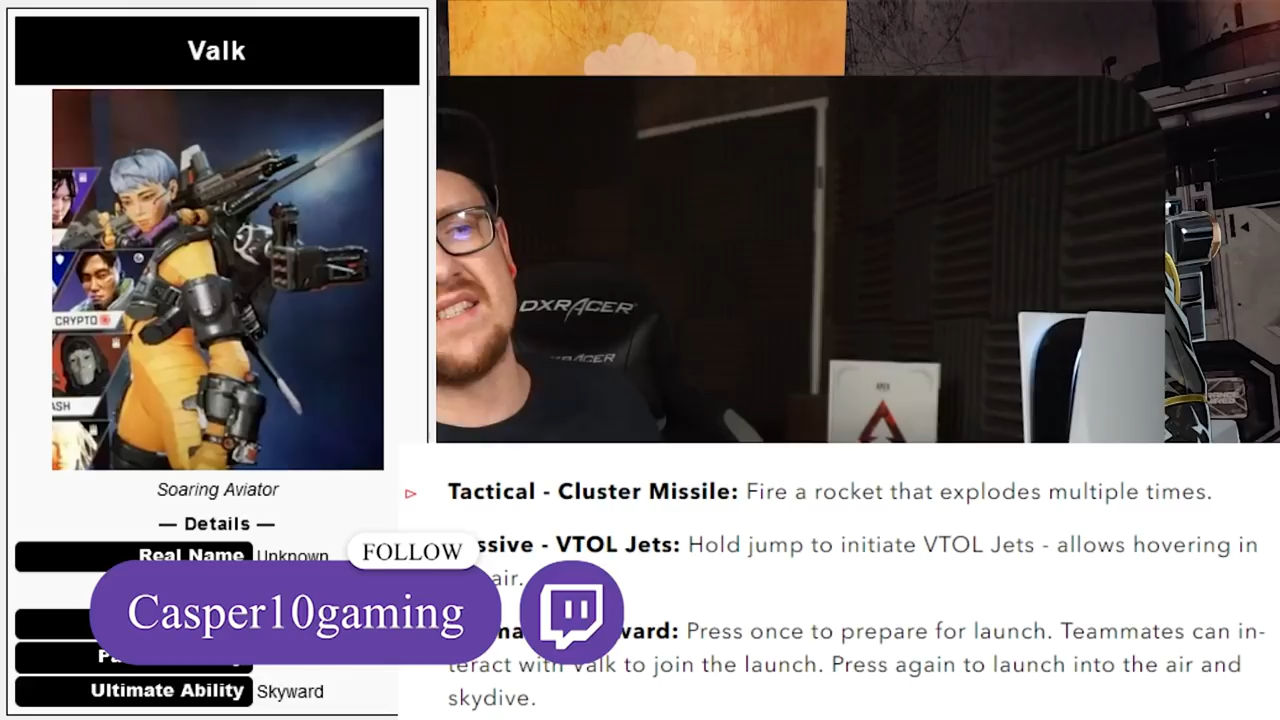 Valk
CRYPTO
ASH
Soaring Aviator
— Details —
Real Name Unknown
Ultimate Ability Skyward
DXRACER
Tactical - Cluster Missile: Fire a rocket that explodes multiple times.
ssive - VTOL Jets: Hold jump to initiate VTOL Jets - allows hovering in
air.
ward: Press once to prepare for launch. Teammates can in-
teract with Valk to join the launch. Press again to launch into the air and
skydive.
FOLLOW
Casper10gaming